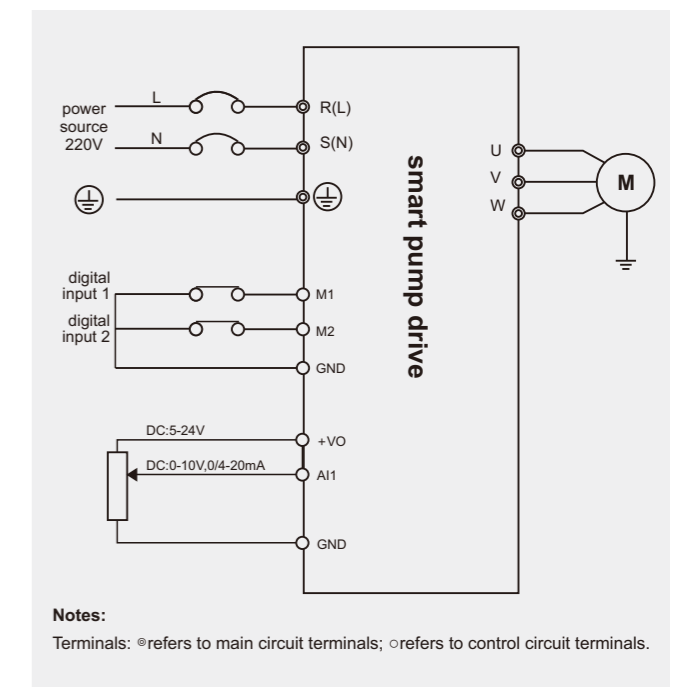 L
R(L)
power
source
220V
N
S(N)
U
V
W
M
smart pump drive
digital
input 1
M1
digital
input 2
M2
GND
DC:5-24V
+VO
DC:0-10V,0/4-20mA
AI1
GND
Notes:
Terminals: ⌾refers to main circuit terminals; ○refers to control circuit terminals.